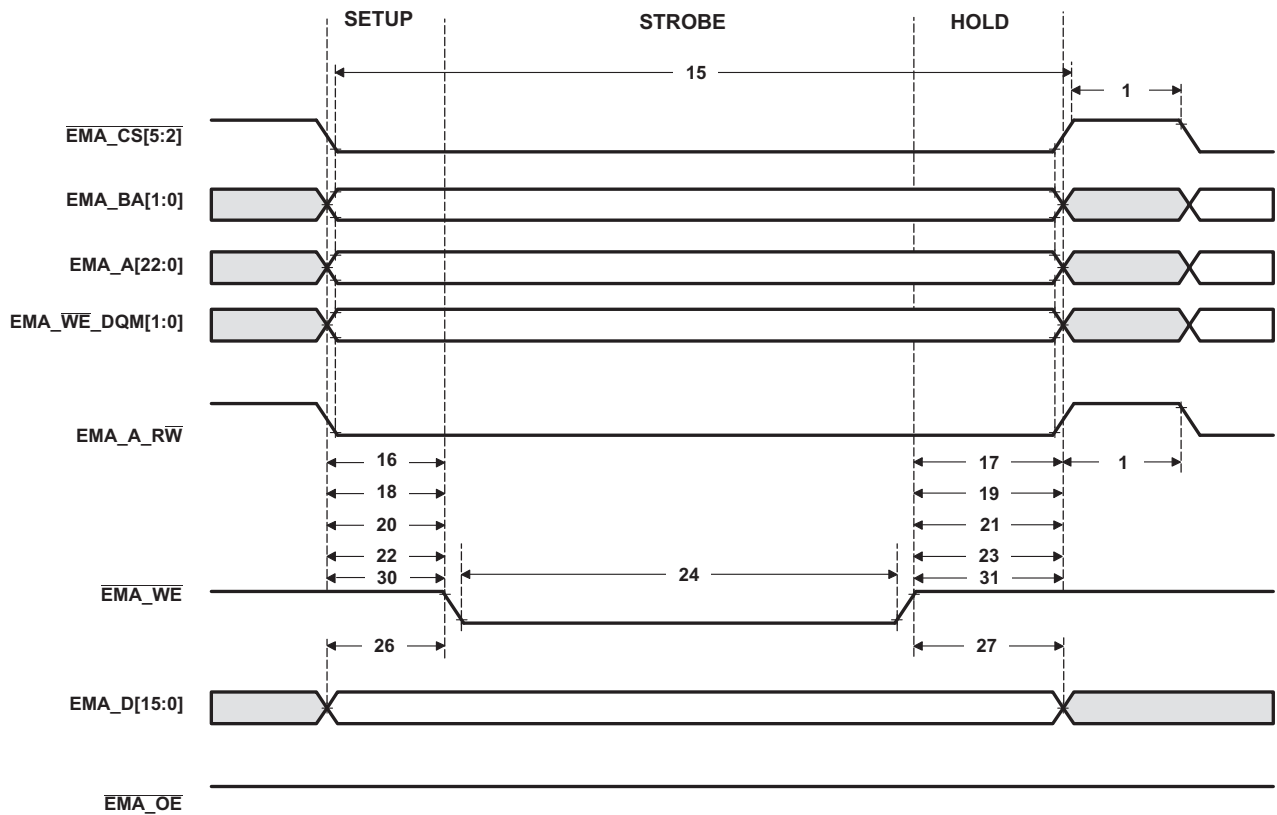 SETUP STROBE HOLD
15
1
EMA_CS[5:2]
EMA_BA[1:0]
EMA_A[22:0]
EMA_WE_DQM[1:0]
EMA_A_RW
16 17 1
18 19
20 21
22 23
24
30 31
EMA_WE
26 27
EMA_D[15:0]
EMA_OE